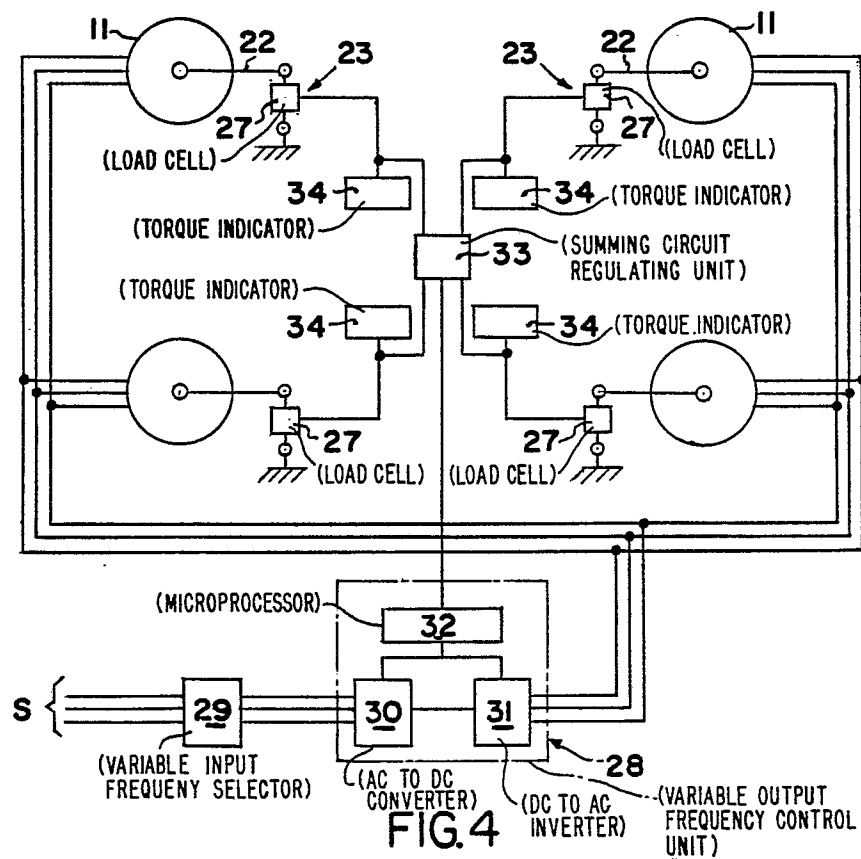 11
22
23
23
22
11
27
(LOAD CELL)
27
(LOAD CELL)
34
(TORQUE INDICATOR)
34
(TORQUE INDICATOR)
33
(SUMMING CIRCUIT
REGULATING UNIT)
(TORQUE INDICATOR)
34
34
(TORQUE INDICATOR)
27
(LOAD CELL)
27
(LOAD CELL)
(MICROPROCESSOR)
32
S
29
30
31
28
(VARIABLE INPUT
FREQUENY SELECTOR)
(AC TO DC
CONVERTER)
(DC TO AC
INVERTER)
(VARIABLE OUTPUT
FREQUENCY CONTROL
UNIT)
FIG.4